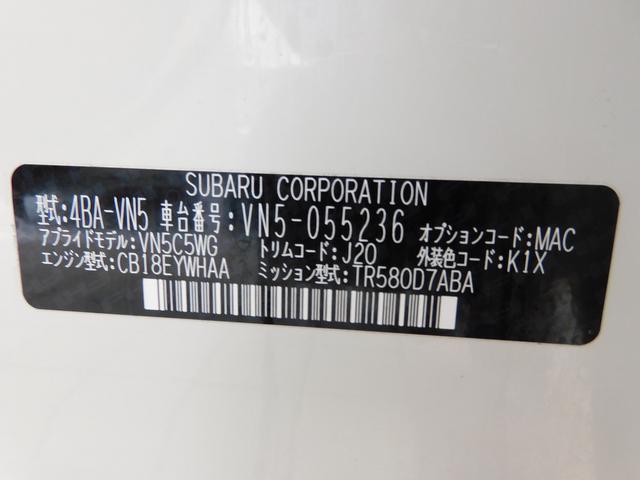 SUBARU CORPORATION
型式:4BA-VN5 車台番号:VN5-055236 オプションコード:MAC
アプライドモデル:VN5C5WG トリムコード:J20 外装色コード:K1X
エンジン型式:CB18EYWHAA ミッション型式:TR580D7ABA